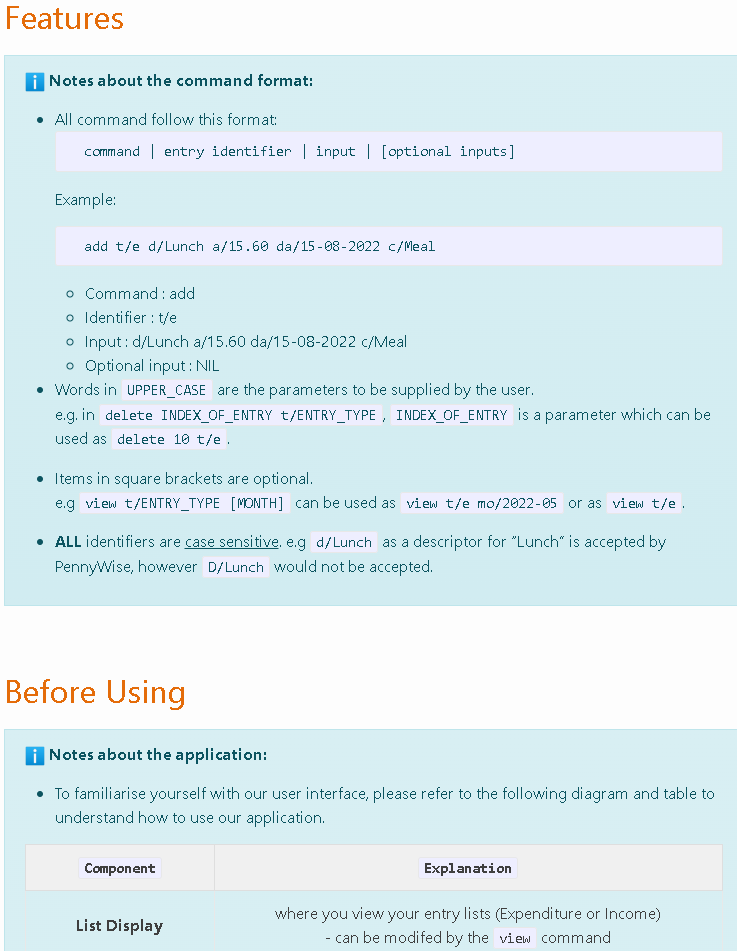 Features
Notes about the command format:
All command follow this format:
command | entry identifier | input | [optional inputs]
Example:
add t/e d/Lunch a/15.60 da/15-08-2022 c/Meal
Command : add
Identifier : t/e
Input : d/Lunch a/15.60 da/15-08-2022 c/Meal
Optional input : NIL
Words in UPPER_CASE are the parameters to be supplied by the user.
e.g. in delete INDEX_OF_ENTRY t/ENTRY_TYPE , INDEX_OF_ENTRY is a parameter which can be
used as delete 10 t/e .
Items in square brackets are optional.
e.g view t/ENTRY_TYPE [MONTH] can be used as view t/e mo/2022-05 or as view t/e .
ALL identifiers are case sensitive. e.g d/Lunch as a descriptor for “Lunch” is accepted by
PennyWise, however D/Lunch would not be accepted.
Before Using
Notes about the application:
To familiarise yourself with our user interface, please refer to the following diagram and table to
understand how to use our application.
Component Explanation
where you view your entry lists (Expenditure or Income)
List Display
- can be modifed by the view command